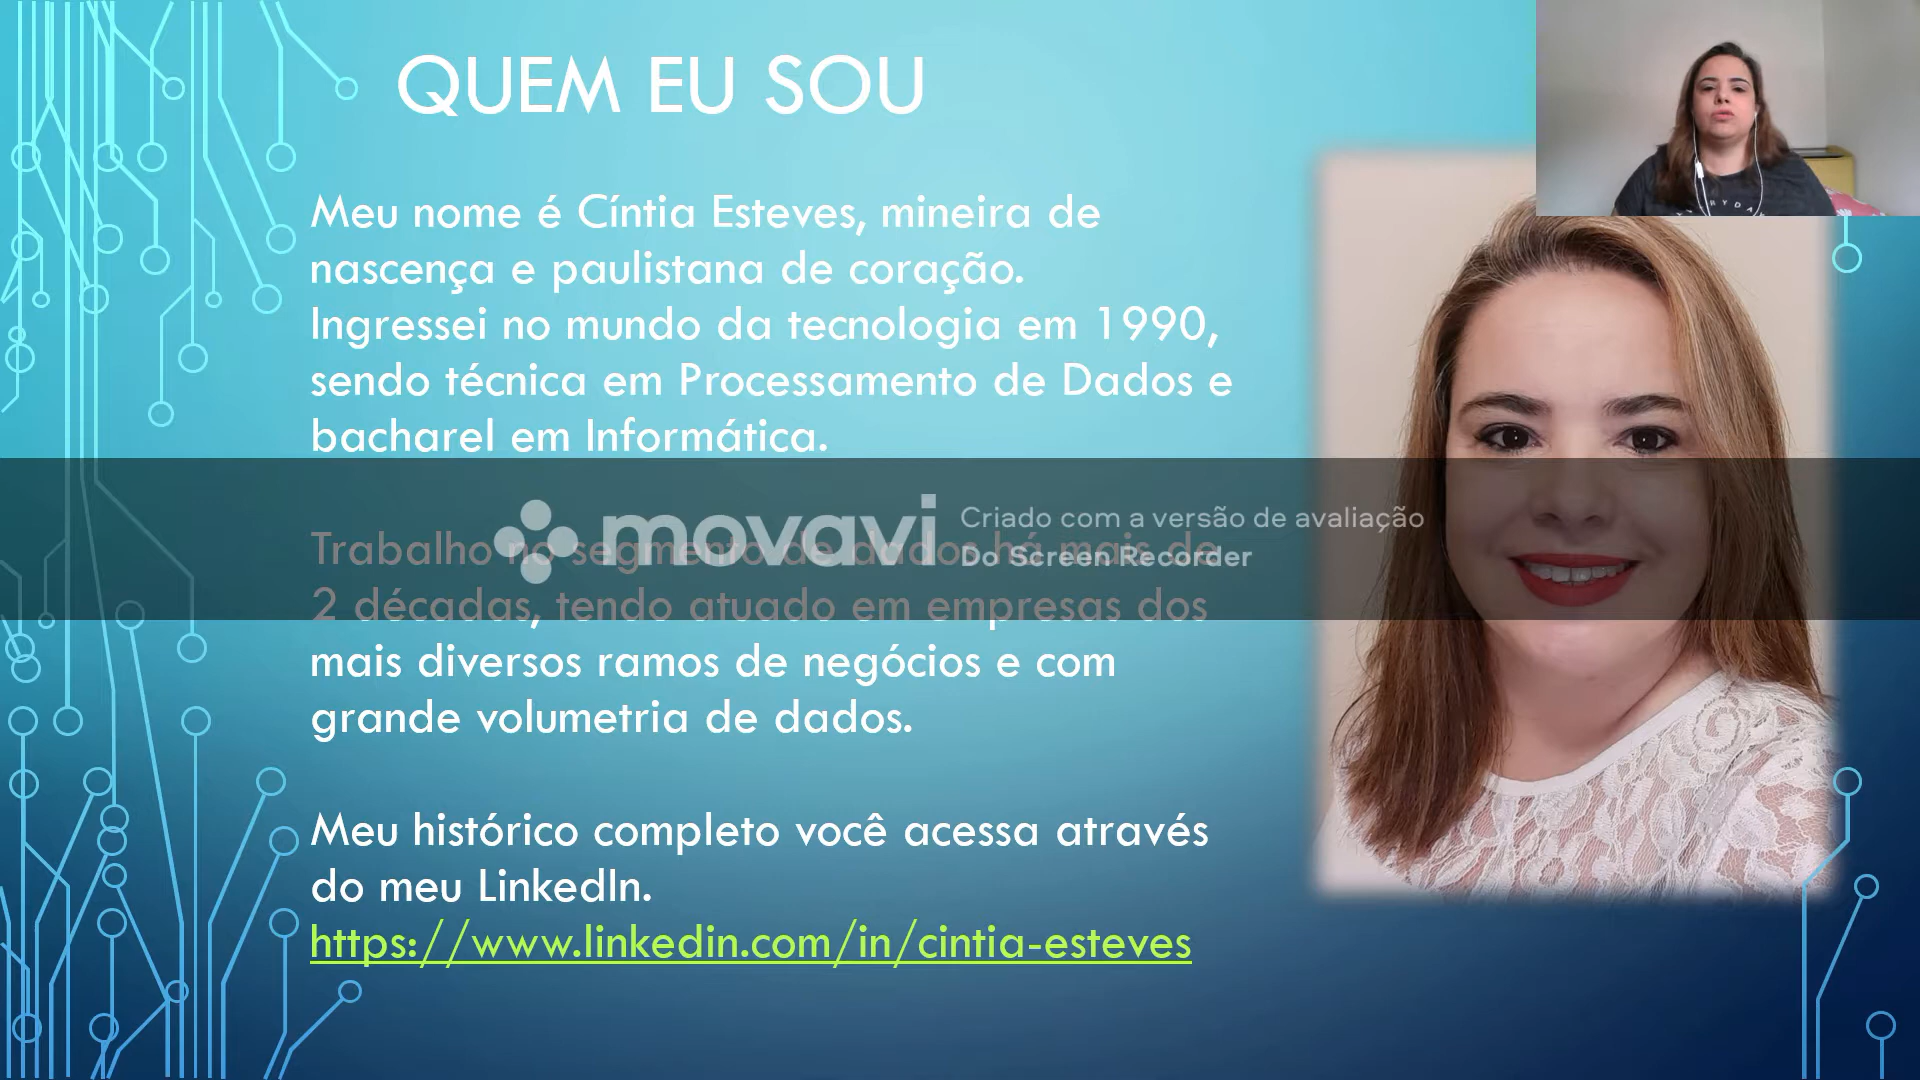 QUEM EU SOU
Meu nome é Cíntia Esteves, mineira de
nascença e paulistana de coração.
Ingressei no mundo da tecnologia em 1990,
sendo técnica em Processamento de Dados e
bacharel em Informática.
movavi
Criado com a versão de avaliação
Do Screen Recorder
Trabalho no segmento de dados há mais de
2 décadas, tendo atuado em empresas dos
mais diversos ramos de negócios e com
grande volumetria de dados.
Meu histórico completo você acessa através
do meu LinkedIn.
https://www.linkedin.com/in/cintia-esteves